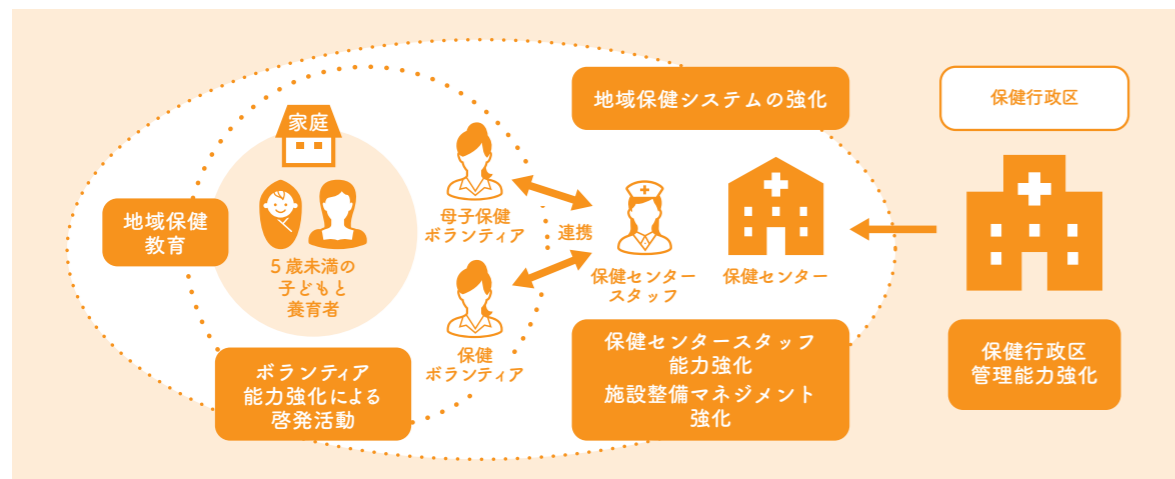 家庭
地域保健
教育
5歳未満の
子どもと
養育者
ボランティア
能力強化による
啓発活動
母子保健
ボランティア
保健
ボランティア
連携
地域保健システムの強化
保健センター
スタッフ
保健センター
保健センタースタッフ
能力強化
施設整備マネジメント
強化
保健行政区
保健行政区
管理能力強化